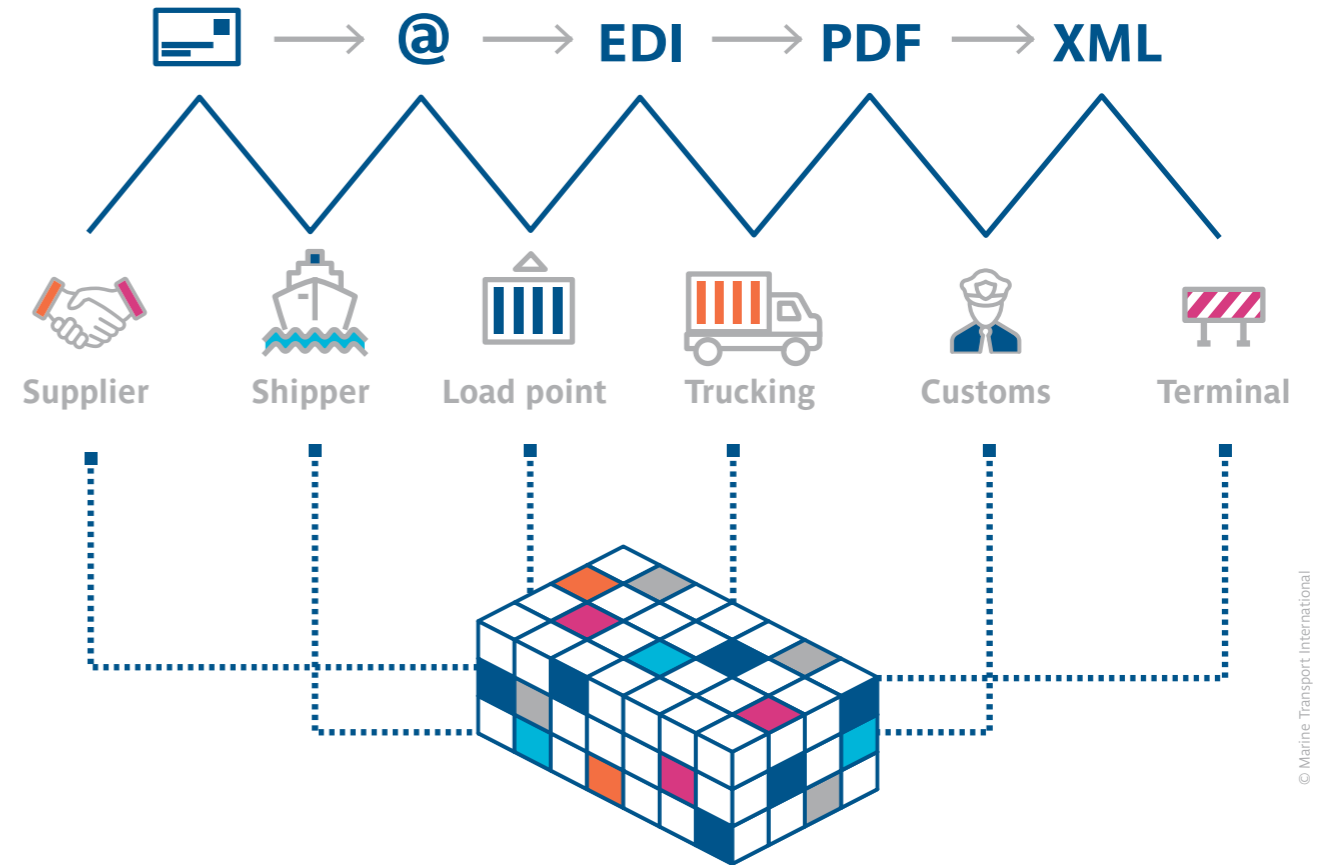 @ EDI PDF XML
Supplier Shipper Load point Trucking Customs Terminal
© Marine Transport International